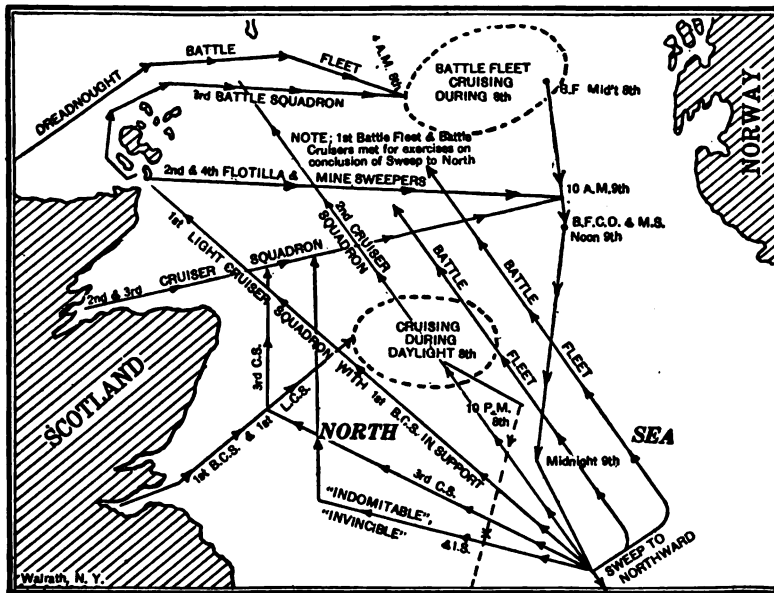 DREADNOUGHT BATTLE FLEET
4 A.M. 8th
3rd BATTLE SQUADRON
BATTLE FLEET
CRUISING
DURING 8th
B.F Mid't 8th
NORWAY
NOTE; 1st Battle Fleet & Battle
Cruisers met for exercises on
conclusion of Sweep to North
2nd & 4th FLOTILLA & MINE SWEEPERS
10 A.M. 9th
B.F.C.D. & M.S.
Noon 9th
2nd CRUISER
SQUADRON
1st
LIGHT CRUISER SQUADRON WITH 1st B.C.S. IN SUPPORT
2nd & 3rd CRUISER SQUADRON
BATTLE FLEET
BATTLE FLEET
CRUISING
DURING
DAYLIGHT 8th
SCOTLAND
3rd C.S.
1st B.C.S & 1st L.C.S.
10 P.M.
8th
NORTH
SEA
Midnight 9th
3rd C.S.
"INDOMITABLE",
"INVINCIBLE"
& I.S.
SWEEP TO
NORTHWARD
Walrath, N. Y.